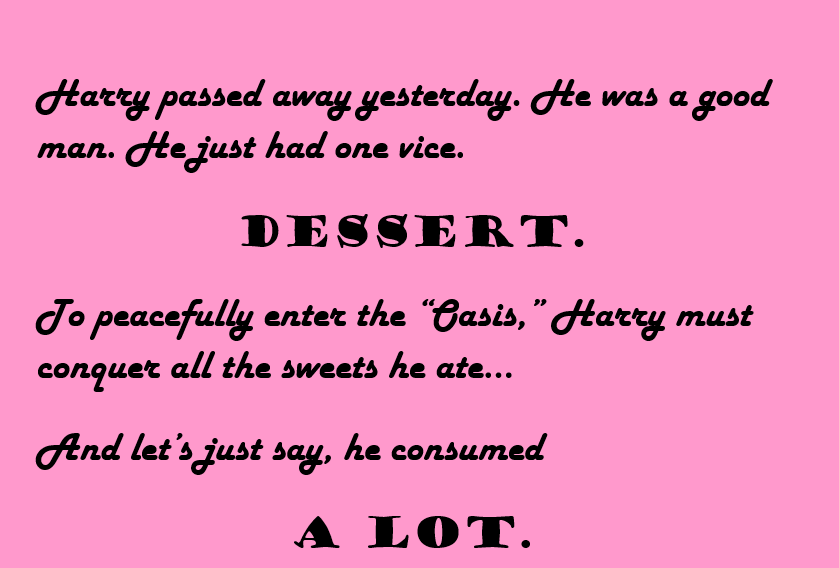 Harry passed away yesterday. He was a good
man. He just had one vice.
DESSERT.
To peacefully enter the “Oasis,” Harry must
conquer all the sweets he ate...
And let’s just say, he consumed
A LOT.